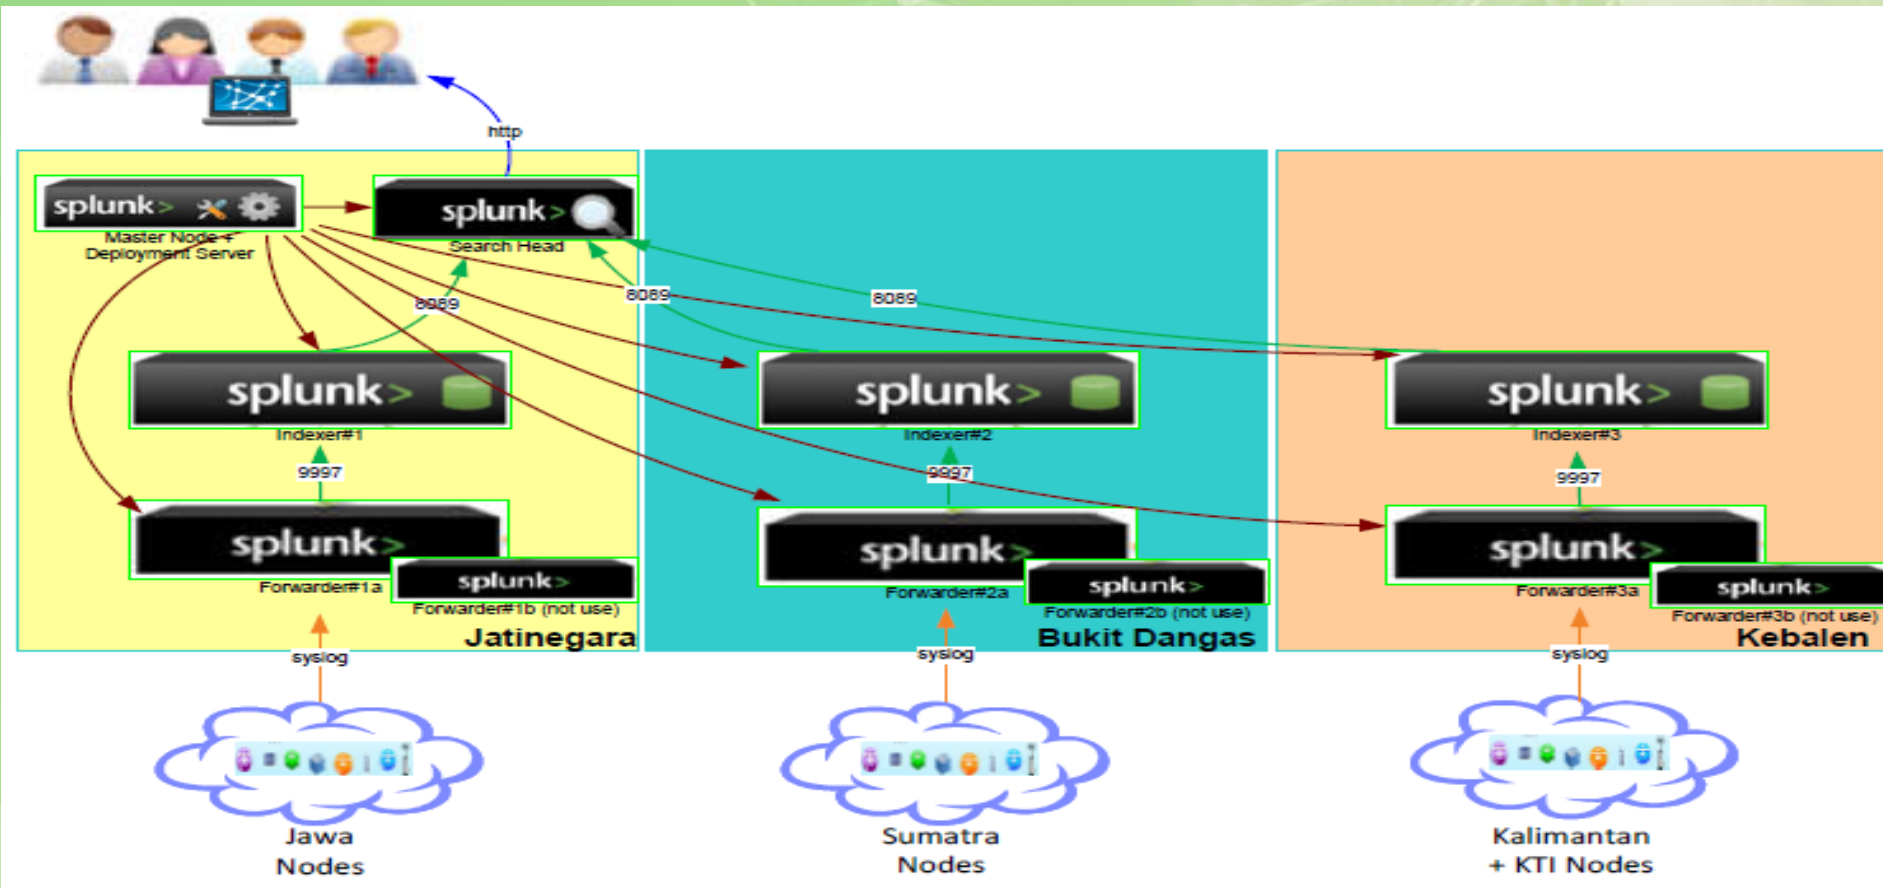 http
splunk>
Master Node +
Deployment Server
splunk>
Search Head
8089
8089
8089
splunk>
Indexer#1
splunk>
Indexer#2
splunk>
Indexer#3
9997
9997
9997
splunk>
Forwarder#1a
splunk>
Forwarder#1b (not use)
splunk>
Forwarder#2a
splunk>
Forwarder#2b (not use)
splunk>
Forwarder#3a
splunk>
Forwarder#3b (not use)
Jatinegara
Bukit Dangas
Kebalen
syslog
syslog
syslog
Jawa
Nodes
Sumatra
Nodes
Kalimantan
+ KTI Nodes